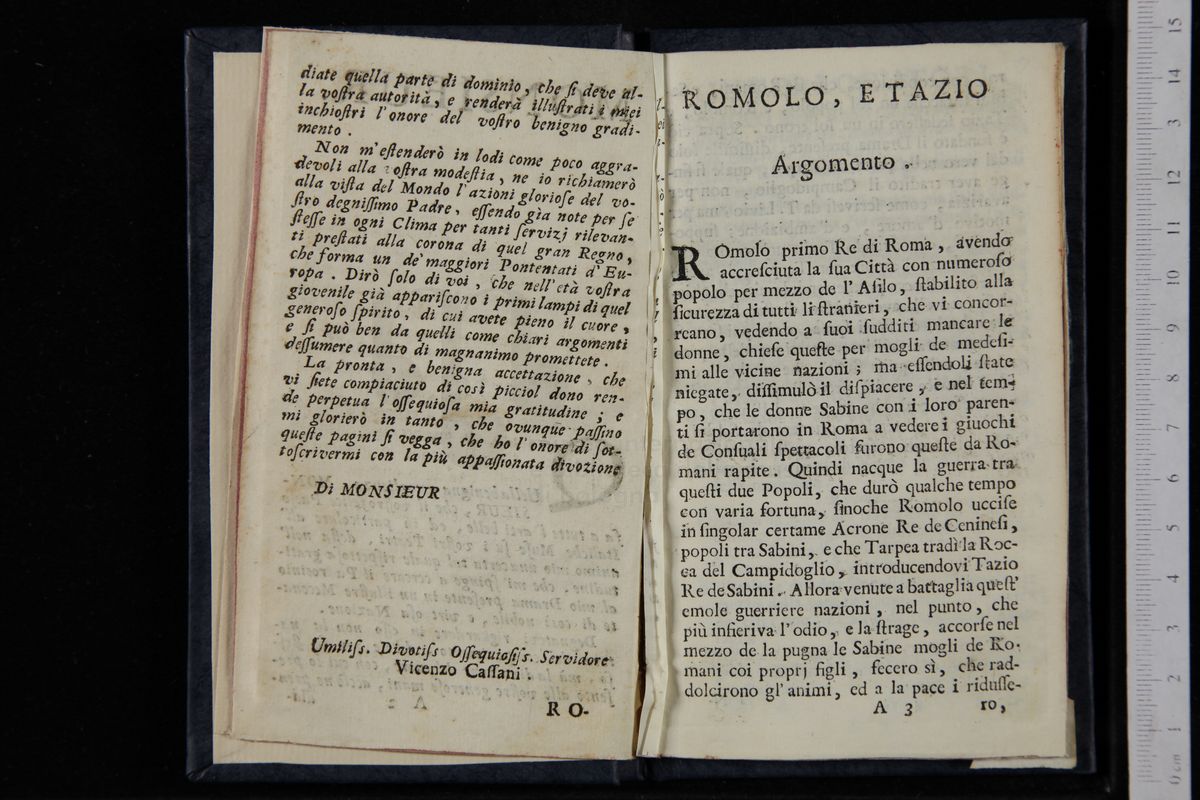 diate quella parte di dominio, che ſi deve al-
la voſtra autorità, e renderà illuſtrati i miei
inchioſtri l'onore del voſtro benigno gradi-
mento.
Non m'eſtenderò in lodi come poco aggra-
devoli alla voſtra modeſtia, ne io richiamerò
alla viſta del Mondo l'azioni glorioſe del vo-
ſtro degniſſimo Padre, eſſendo già note per ſe
ſteſſe in ogni Clima per tanti ſervizj rilevan-
ti preſtati alla corona di quel gran Regno,
che forma un de' maggiori Pontentati d'Eu-
ropa. Dirò ſolo di voi, che nell'età voſtra
giovenile già appariſcono i primi lampi di quel
generoſo ſpirito, di cui avete pieno il cuore,
e ſi può ben da quelli come chiari argomenti
deſſumere quanto di magnanimo promettete.
La pronta, e benigna accettazione, che
vi ſiete compiaciuto di così picciol dono ren-
de perpetua l'oſſequioſa mia gratitudine; e
mi glorierò in tanto, che ovunque paſſino
queſte pagini ſi vegga, che ho l'onore di ſot-
toſcrivermi con la più appaſſionata divozione
Di MONSIEUR
Umiliſs. Divotiſs Oſſequioſiſs. Servidore
Vicenzo Caſſani
RO-
ROMOLO, E TAZIO
Argomento.
ROmolo primo Re di Roma, avendo
accreſciuta la ſua Città con numeroſo
popolo per mezzo de l'Aſilo, ſtabilito alla
ſicurezza di tutti li ſtranieri, che vi concor-
rcano, vedendo a ſuoi ſudditi mancare le
donne, chieſe queſte per mogli de medeſi-
mi alle vicine nazioni; ma eſſendoli ſtate
niegate, diſſimulò il diſpiacere, e nel tem-
po, che le donne Sabine con i loro paren-
ti ſi portarono in Roma a vedere i giuochi
de Conſuali ſpettacoli furono queſte da Ro-
mani rapite. Quindi nacque la guerra tra
queſti due Popoli, che durò qualche tempo
con varia fortuna, ſinoche Romolo uccise
in ſingolar certame Acrone Re de Ceninesi,
popoli tra Sabini, e che Tarpea tradì la Roc-
ca del Campidoglio, introducendovi Tazio
Re de Sabini. Allora venute a battaglia queſt'
emole guerriere nazioni, nel punto, che
più inſieriva l'odio, e la ſtrage, accorſe nel
mezzo de la pugna le Sabine mogli de Ro-
mani coi proprj figli, fecero sì, che rad-
dolcirono gl'animi, ed a la pace i riduſſe-
A 3 ro,